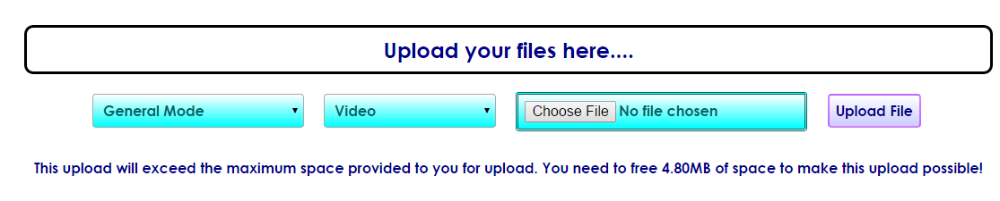 Upload your files here....
General Mode Video Choose File No file chosen Upload File
This upload will exceed the maximum space provided to you for upload. You need to free 4.80MB of space to make this upload possible!